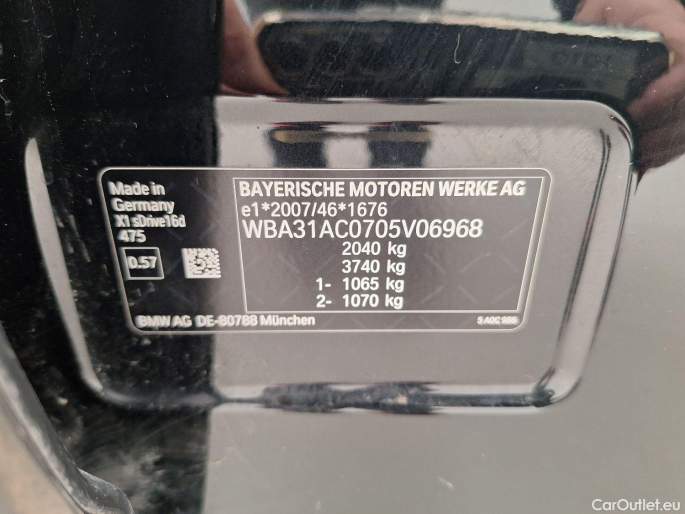 Made in
Germany
X1 sDrive16d
475
0.57
BAYERISCHE MOTOREN WERKE AG
e1*2007/46*1676
WBA31AC0705V06968
2040 kg
3740 kg
1- 1065 kg
2- 1070 kg
BMW AG DE-80788 München
CarOutlet.eu